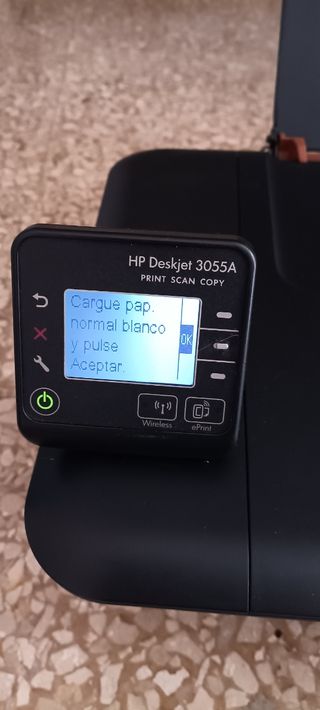 HP Deskjet 3055A
PRINT SCAN COPY
Cargue pap.
normal blanco
y pulse
Aceptar.
OK
Wireless
ePrint